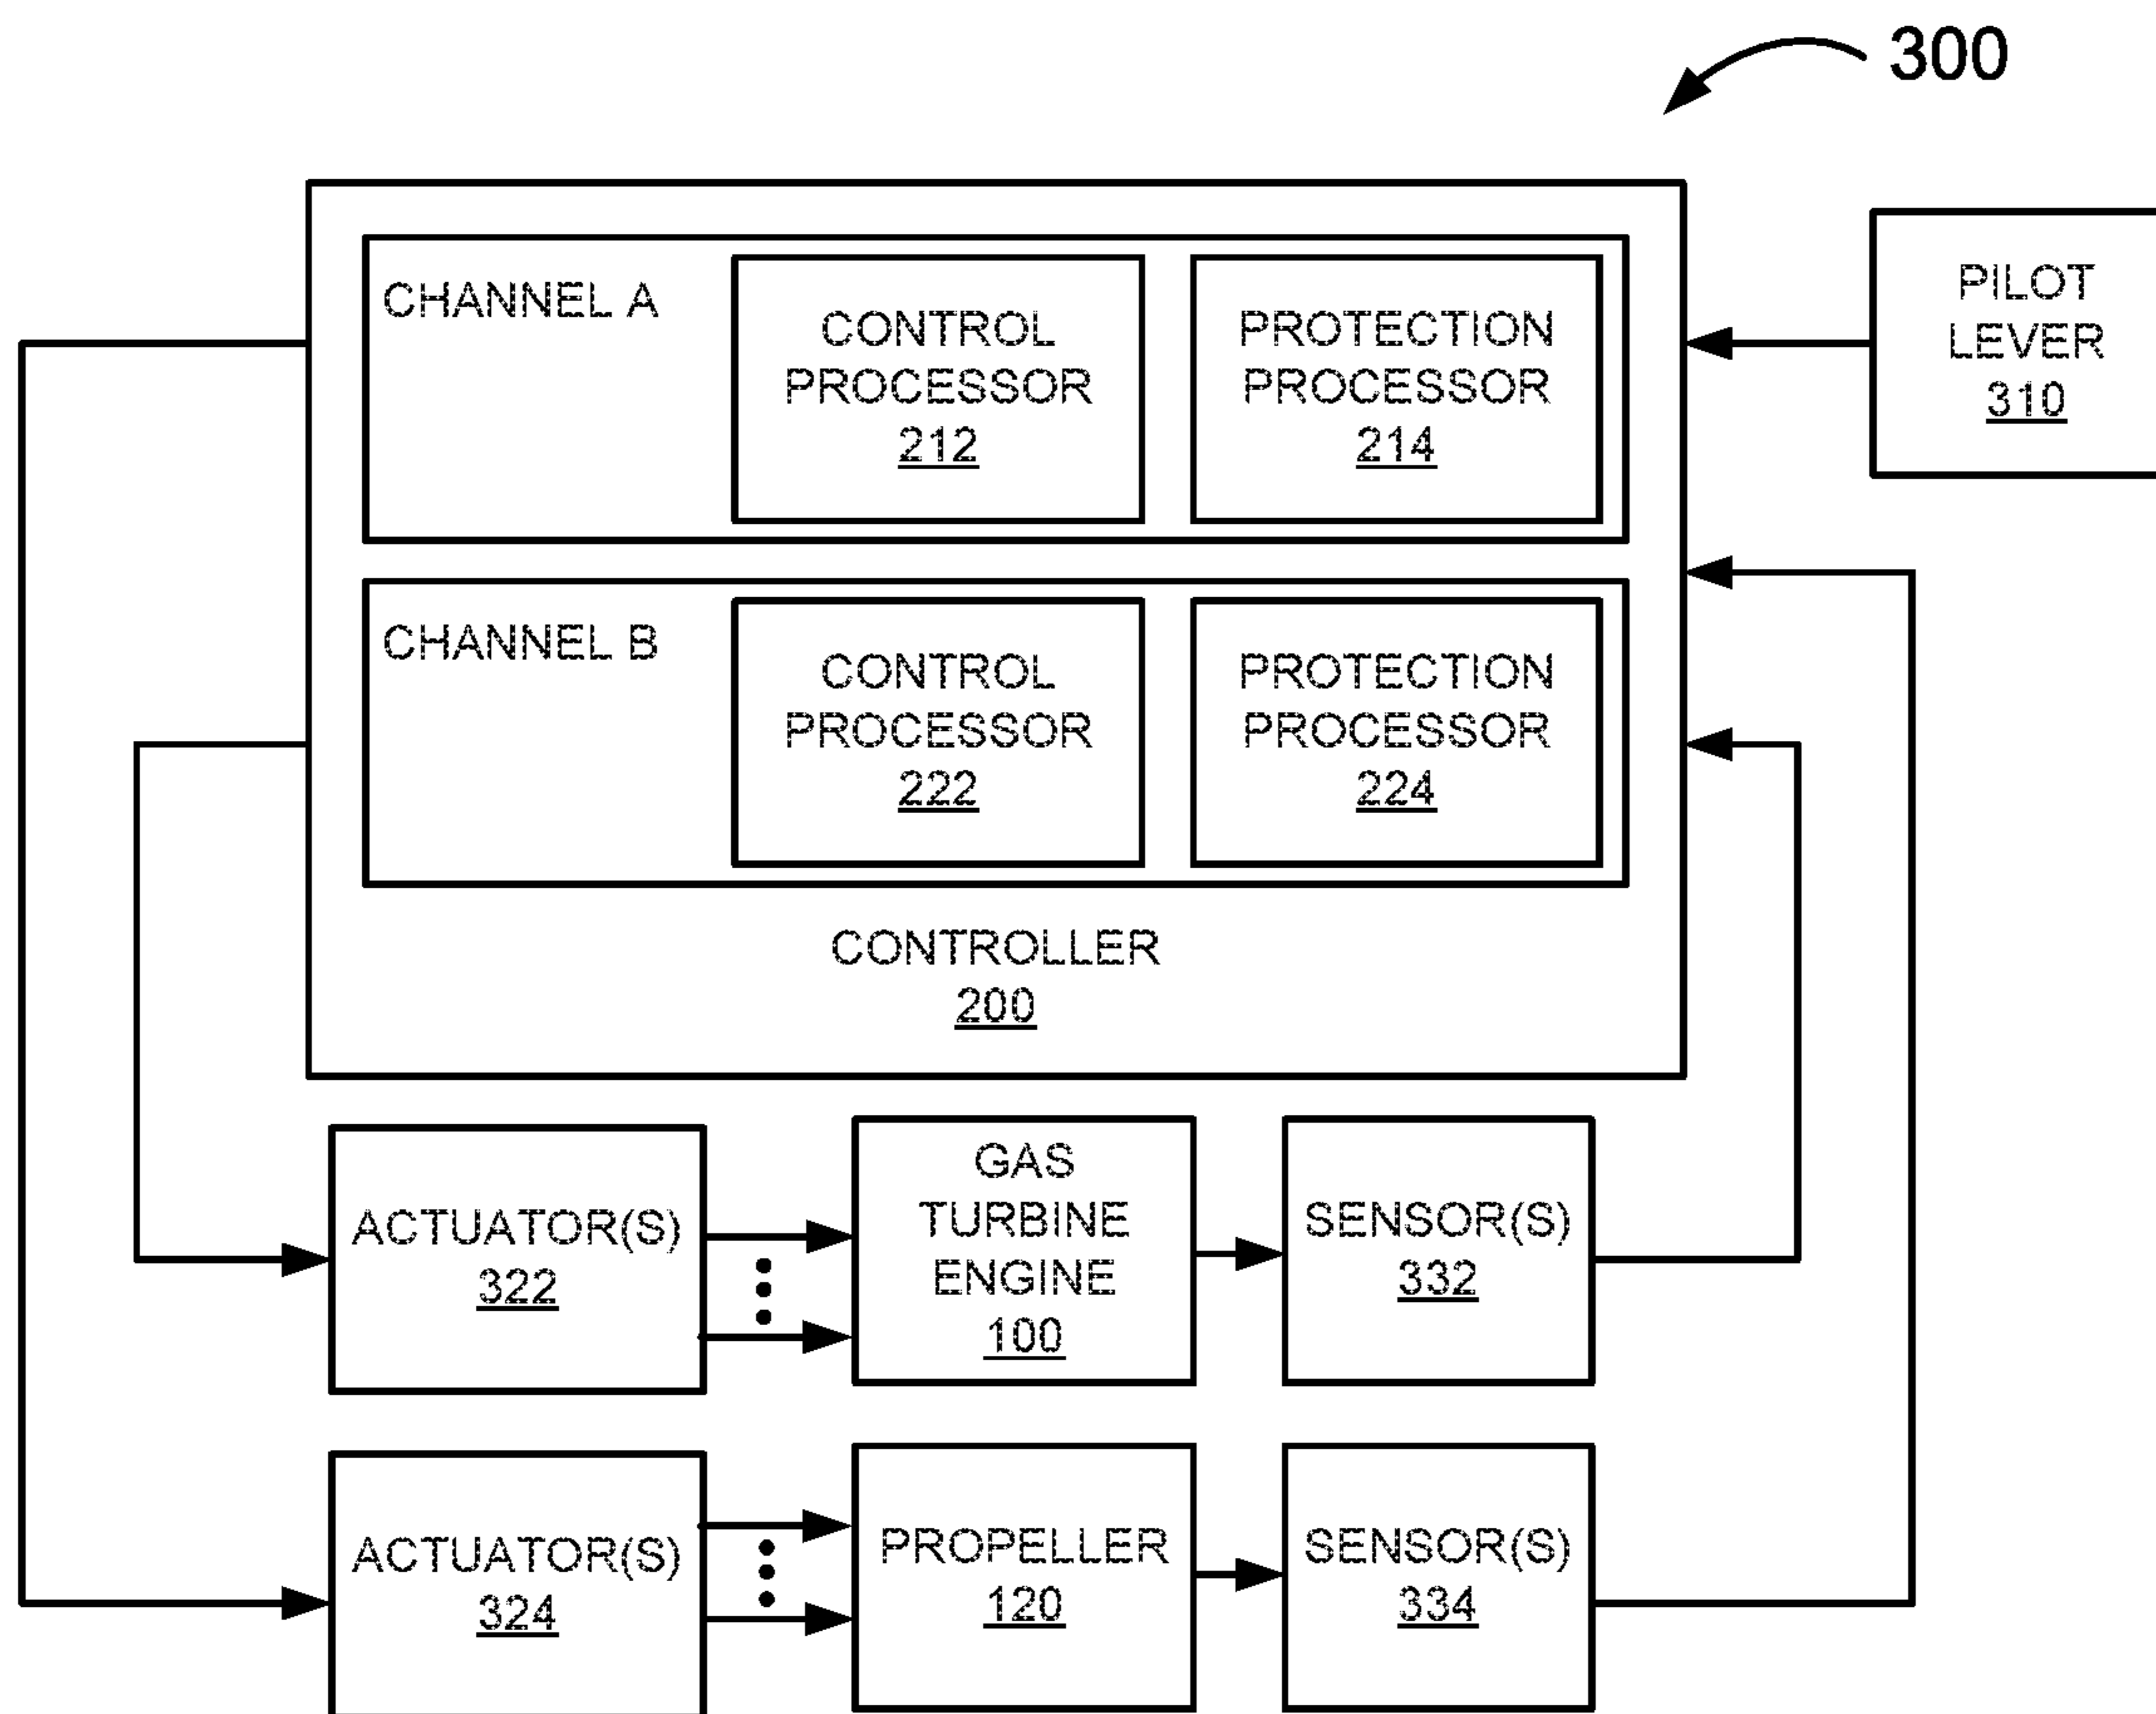 300
CHANNEL A
CONTROL
PROCESSOR
212
PROTECTION
PROCESSOR
214
PILOT
LEVER
310
CHANNEL B
CONTROL
PROCESSOR
222
PROTECTION
PROCESSOR
224
CONTROLLER
200
ACTUATOR(S)
322
GAS
TURBINE
ENGINE
100
SENSOR(S)
332
ACTUATOR(S)
324
PROPELLER
120
SENSOR(S)
334